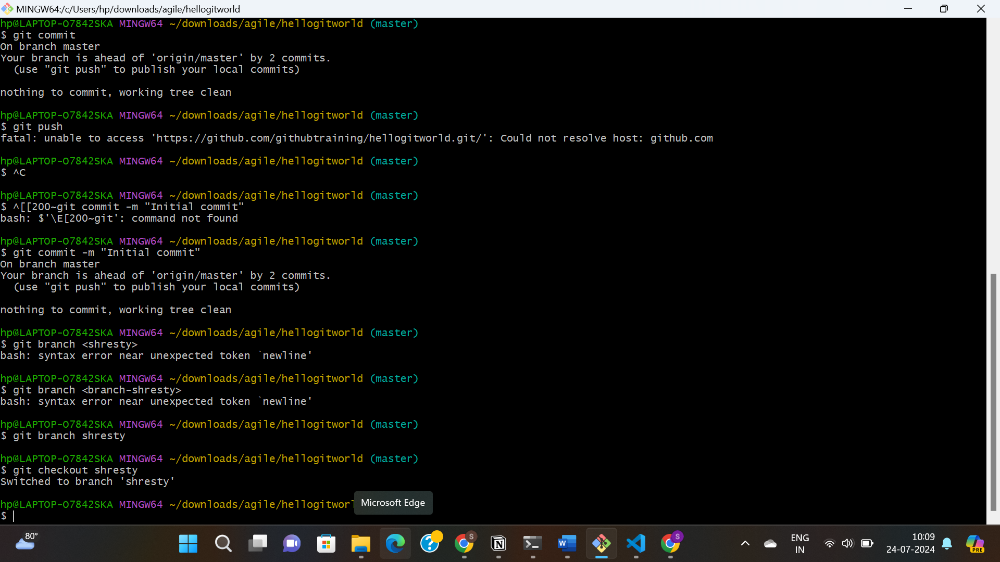 MINGW64:/c/Users/hp/downloads/agile/hellogitworld
hp@LAPTOP-O7842SKA MINGW64 ~/downloads/agile/hellogitworld (master)
$ git commit
On branch master
Your branch is ahead of 'origin/master' by 2 commits.
  (use "git push" to publish your local commits)
nothing to commit, working tree clean
hp@LAPTOP-O7842SKA MINGW64 ~/downloads/agile/hellogitworld (master)
$ git push
fatal: unable to access 'https://github.com/githubtraining/hellogitworld.git/': Could not resolve host: github.com
hp@LAPTOP-O7842SKA MINGW64 ~/downloads/agile/hellogitworld (master)
$ ^C
hp@LAPTOP-O7842SKA MINGW64 ~/downloads/agile/hellogitworld (master)
$ ^[[200~git commit -m "Initial commit"
bash: $'\E[200~git': command not found
hp@LAPTOP-O7842SKA MINGW64 ~/downloads/agile/hellogitworld (master)
$ git commit -m "Initial commit"
On branch master
Your branch is ahead of 'origin/master' by 2 commits.
  (use "git push" to publish your local commits)
nothing to commit, working tree clean
hp@LAPTOP-O7842SKA MINGW64 ~/downloads/agile/hellogitworld (master)
$ git branch <shresty>
bash: syntax error near unexpected token `newline'
hp@LAPTOP-O7842SKA MINGW64 ~/downloads/agile/hellogitworld (master)
$ git branch <branch-shresty>
bash: syntax error near unexpected token `newline'
hp@LAPTOP-O7842SKA MINGW64 ~/downloads/agile/hellogitworld (master)
$ git branch shresty
hp@LAPTOP-O7842SKA MINGW64 ~/downloads/agile/hellogitworld (master)
$ git checkout shresty
Switched to branch 'shresty'
hp@LAPTOP-O7842SKA MINGW64 ~/downloads/agile/hellogitworl
Microsoft Edge
$
80°
S
S
ENG
IN
10:09
24-07-2024
PRE